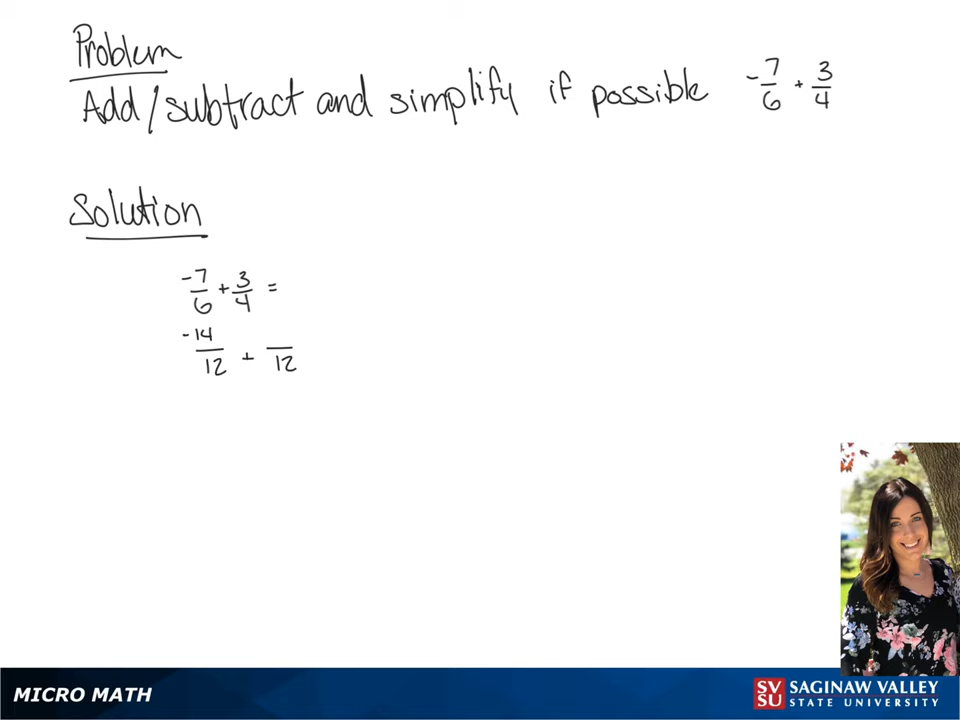 Problem
Add/subtract and simplify if possible -7/6 + 3/4
Solution
-7/6 + 3/4 =
-14/12 + /12
MICRO MATH
SVSU SAGINAW VALLEY
STATE UNIVERSITY